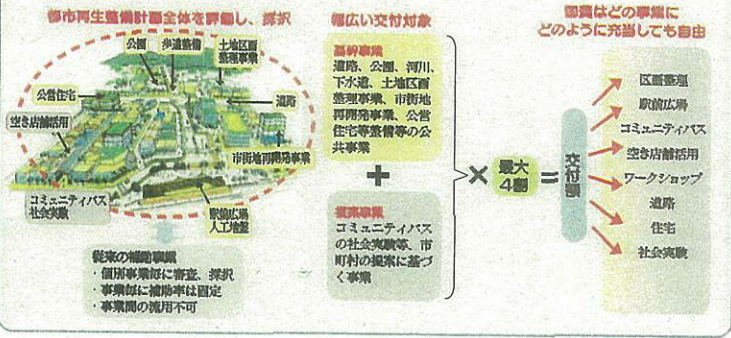 都市再生整備計画全体を評価し、採択
公園
歩道整備
土地区画
整理事業
公営住宅
道路
空き店舗活用
市街地再開発事業
コミュニティバス
社会実験
駅前広場
人工地盤
従来の補助事業
・個別事業毎に審査、採択
・事業毎に補助率は固定
・事業間の流用不可
幅広い交付対象
基幹事業
道路、公園、河川、
下水道、土地区画
整理事業、市街地
再開発事業、公営
住宅等整備等の公
共事業
+
提案事業
コミュニティバス
の社会実験等、市
町村の提案に基づ
く事業
×
最大
4割
=
交付額
国費はどの事業に
どのように充当しても自由
区画整理
駅前広場
コミュニティバス
空き店舗活用
ワークショップ
道路
住宅
社会実験